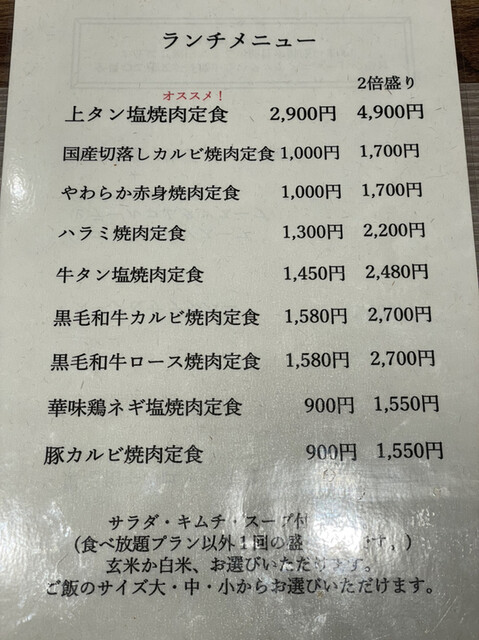 ランチメニュー
2倍盛り
オススメ！
上タン塩焼肉定食 2,900円 4,900円
国産切落しカルビ焼肉定食 1,000円 1,700円
やわらか赤身焼肉定食 1,000円 1,700円
ハラミ焼肉定食 1,300円 2,200円
牛タン塩焼肉定食 1,450円 2,480円
黒毛和牛カルビ焼肉定食 1,580円 2,700円
黒毛和牛ロース焼肉定食 1,580円 2,700円
華味鶏ネギ塩焼肉定食 900円 1,550円
豚カルビ焼肉定食 900円 1,550円
サラダ・キムチ・スープ付
(食べ放題プラン以外１回の盛 す。)
玄米か白米、お選びいただけます。
ご飯のサイズ大・中・小からお選びいただけます。